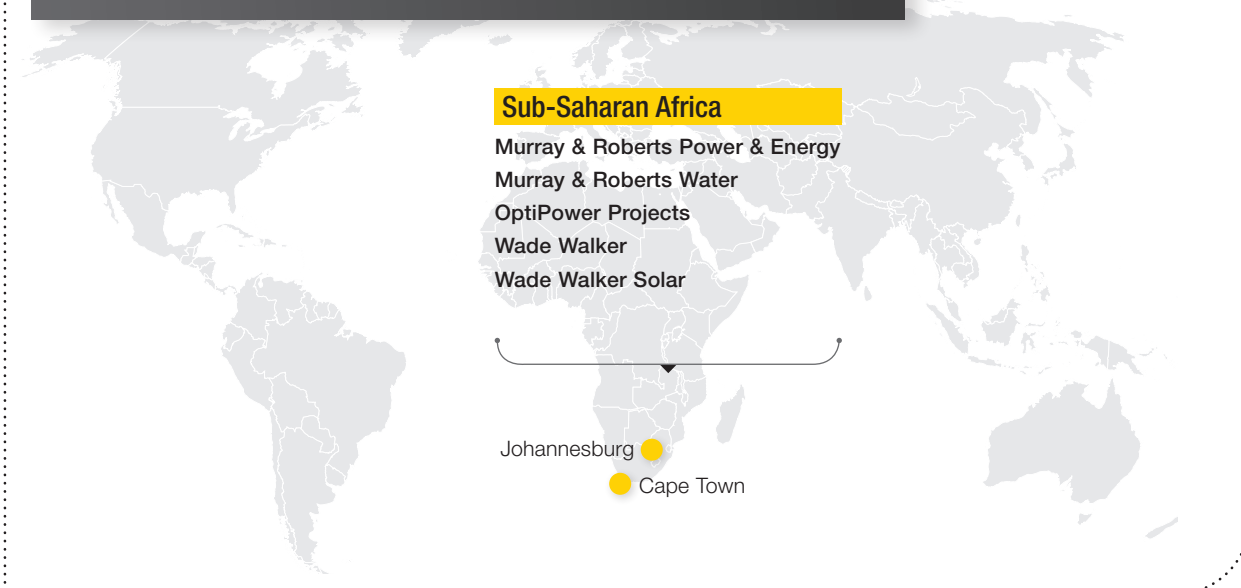 Sub-Saharan Africa
Murray & Roberts Power & Energy
Murray & Roberts Water
OptiPower Projects
Wade Walker
Wade Walker Solar
Johannesburg
Cape Town